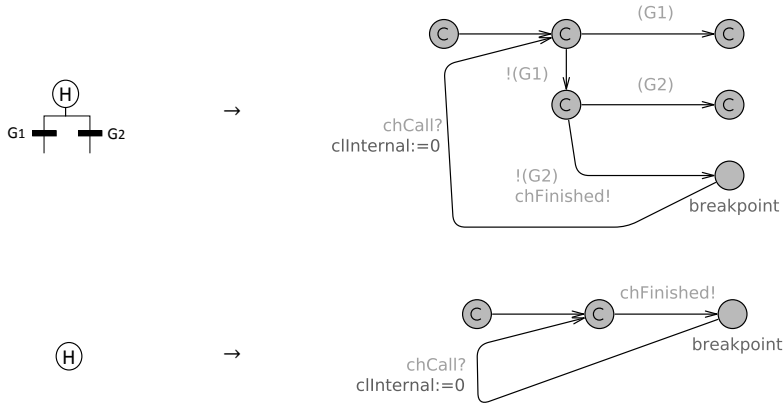 C
C
(G1)
C
H
!(G1)
C
(G2)
C
G1
G2
→
chCall?
clInternal:=0
!(G2)
chFinished!
breakpoint
C
C
chFinished!
breakpoint
H
→
chCall?
clInternal:=0